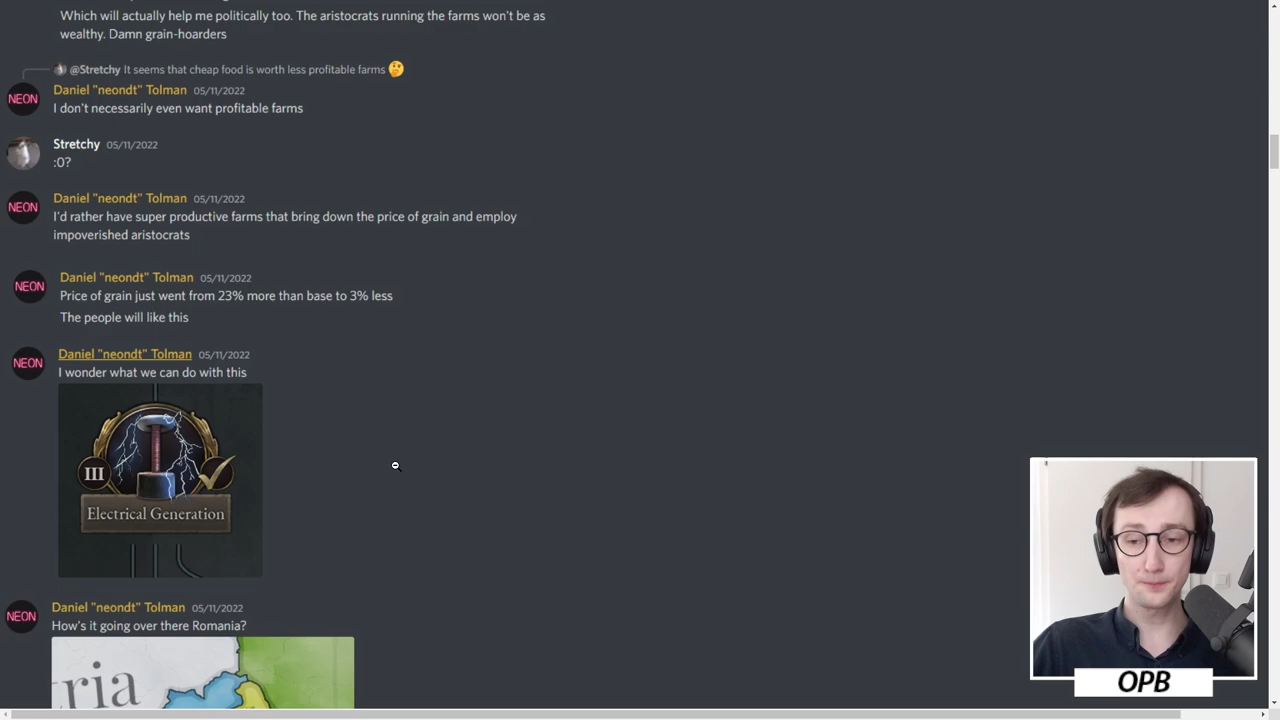 Which will actually help me politically too. The aristocrats running the farms won't be as
wealthy. Damn grain-hoarders
@Stretchy It seems that cheap food is worth less profitable farms 🤔
NEON
Daniel "neondt" Tolman 05/11/2022
I don't necessarily even want profitable farms
Stretchy 05/11/2022
:0?
Daniel "neondt" Tolman 05/11/2022
NEON
I'd rather have super productive farms that bring down the price of grain and employ
impoverished aristocrats
Daniel "neondt" Tolman 05/11/2022
NEON
Price of grain just went from 23% more than base to 3% less
The people will like this
Daniel "neondt" Tolman 05/11/2022
NEON
I wonder what we can do with this
III
Electrical Generation
Daniel "neondt" Tolman 05/11/2022
NEON
How's it going over there Romania?
tria
OPB